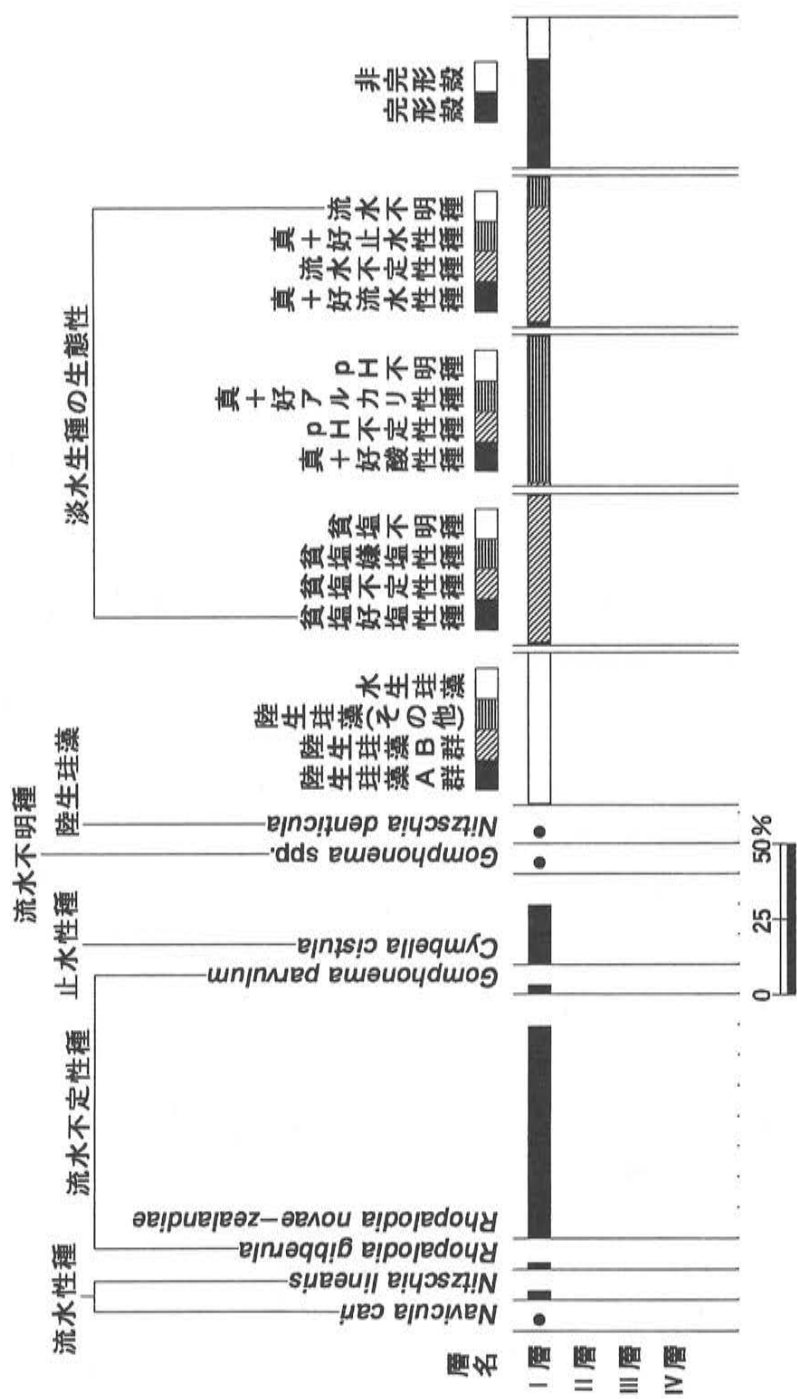 流水性種
流水不定性種
止水性種
流水不明種
陸生珪藻
淡水生種の生態性
層名
Navicula cari
Nitzschia linearis
Rhopalodia gibberula
Rhopalodia novae-zealandiae
Gomphonema parvulum
Cymbella cistula
Gomphonema spp.
Nitzschia denticula
陸生珪藻A群
陸生珪藻B群
陸生珪藻(その他)
水生珪藻
貧塩好塩性種
貧塩不定性種
貧塩嫌塩性種
貧塩不明種
真+好酸性種
pH不定性種
真+好アルカリ性種
pH不明種
真+好流水性種
流水不定性種
真+好止水性種
流水不明種
完形殻
非完形殻
I層
II層
III層
IV層
0 25 50%